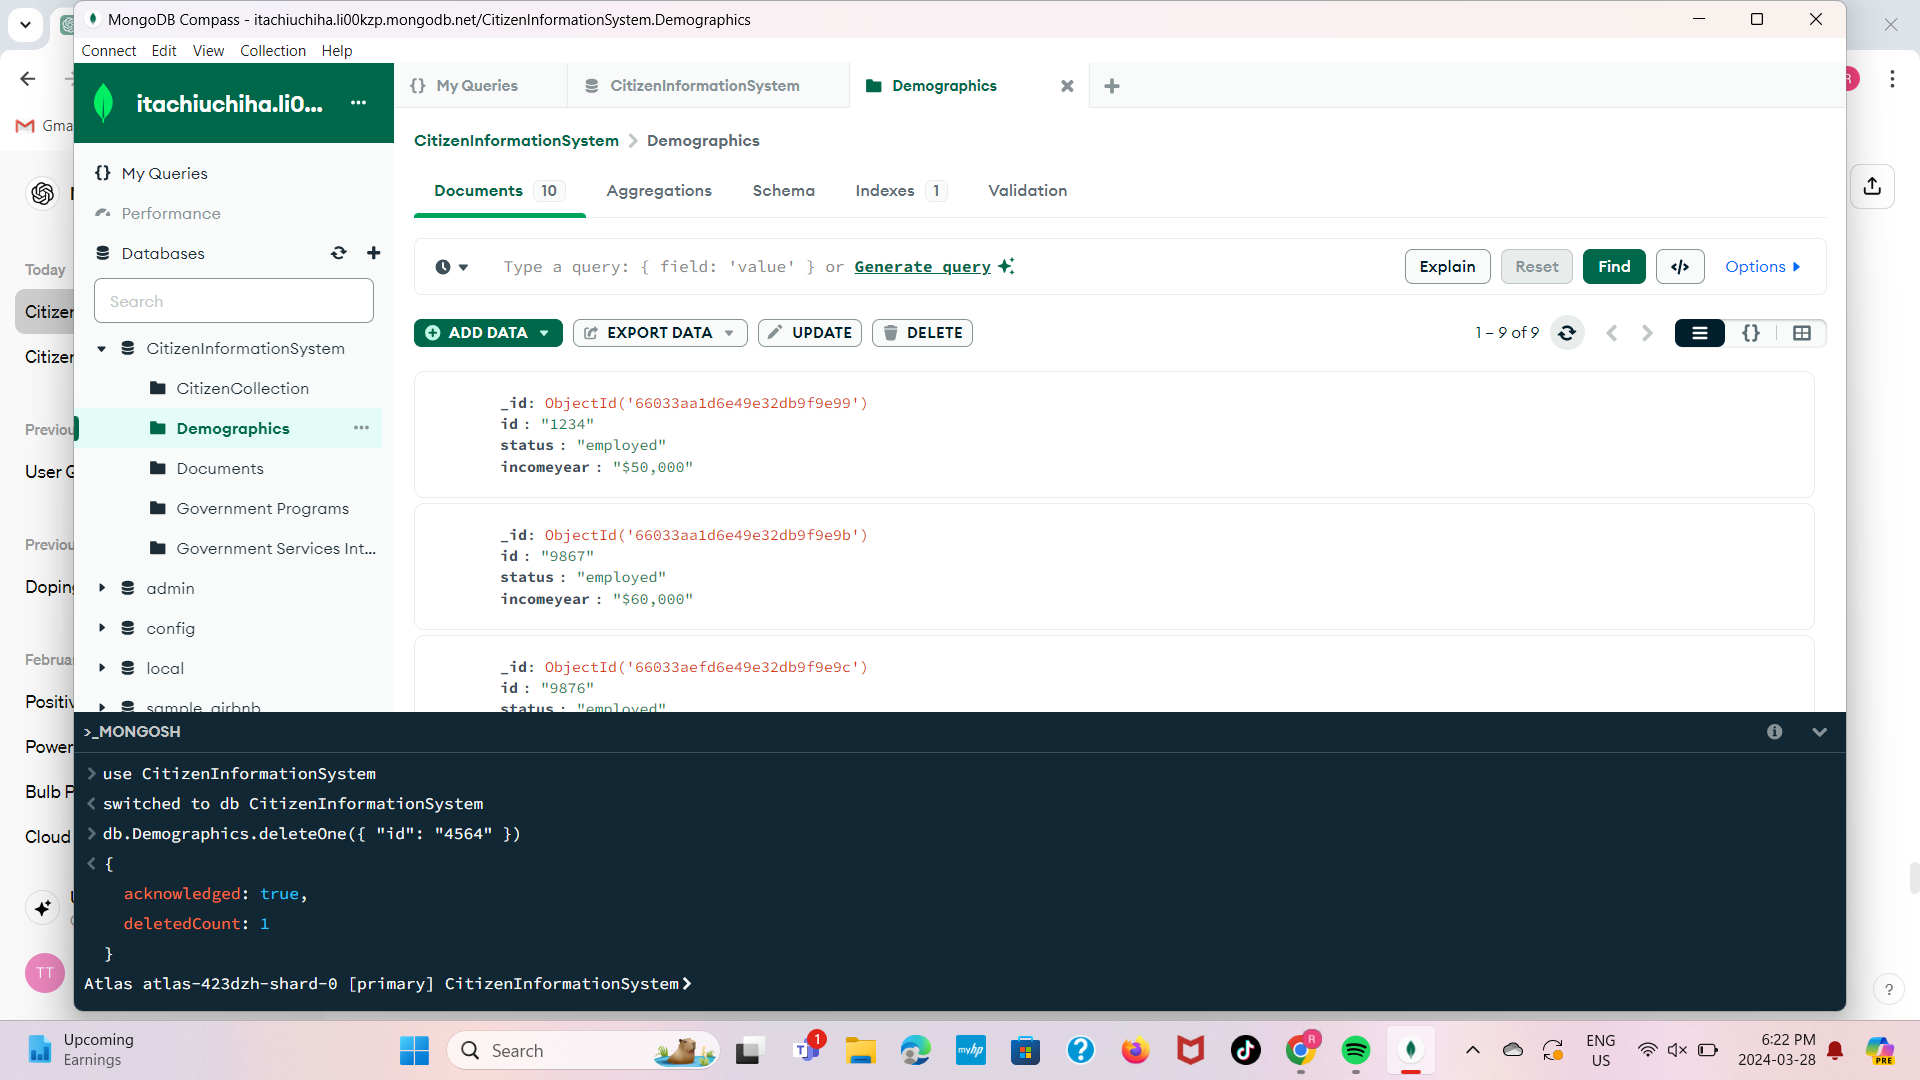 MongoDB Compass - itachiuchiha.li00kzp.mongodb.net/CitizenInformationSystem.Demographics
Connect Edit View Collection Help
itachiuchiha.li0...
My Queries
CitizenInformationSystem
Demographics
CitizenInformationSystem > Demographics
Gma
My Queries
Performance
Databases
Search
CitizenInformationSystem
CitizenCollection
Demographics
Documents
Government Programs
Government Services Int...
admin
config
local
sample_airbnb
Documents 10 Aggregations Schema Indexes 1 Validation
Type a query: { field: 'value' } or Generate query
Explain Reset Find </> Options
ADD DATA EXPORT DATA UPDATE DELETE
1 – 9 of 9
{}
_id: ObjectId('66033aa1d6e49e32db9f9e99')
id : "1234"
status : "employed"
incomeyear : "$50,000"
_id: ObjectId('66033aa1d6e49e32db9f9e9b')
id : "9867"
status : "employed"
incomeyear : "$60,000"
_id: ObjectId('66033aefd6e49e32db9f9e9c')
id : "9876"
status : "employed"
Today
Citizen
Citizen
Previou
User G
Previou
Doping
Februa
Positiv
Power
Bulb P
Cloud
TT
>_MONGOSH
> use CitizenInformationSystem
< switched to db CitizenInformationSystem
> db.Demographics.deleteOne({ "id": "4564" })
< {
acknowledged: true,
deletedCount: 1
}
Atlas atlas-423dzh-shard-0 [primary] CitizenInformationSystem>
?
Upcoming
Earnings
Search
1
myhp
R
ENG
US
6:22 PM
2024-03-28
PRE